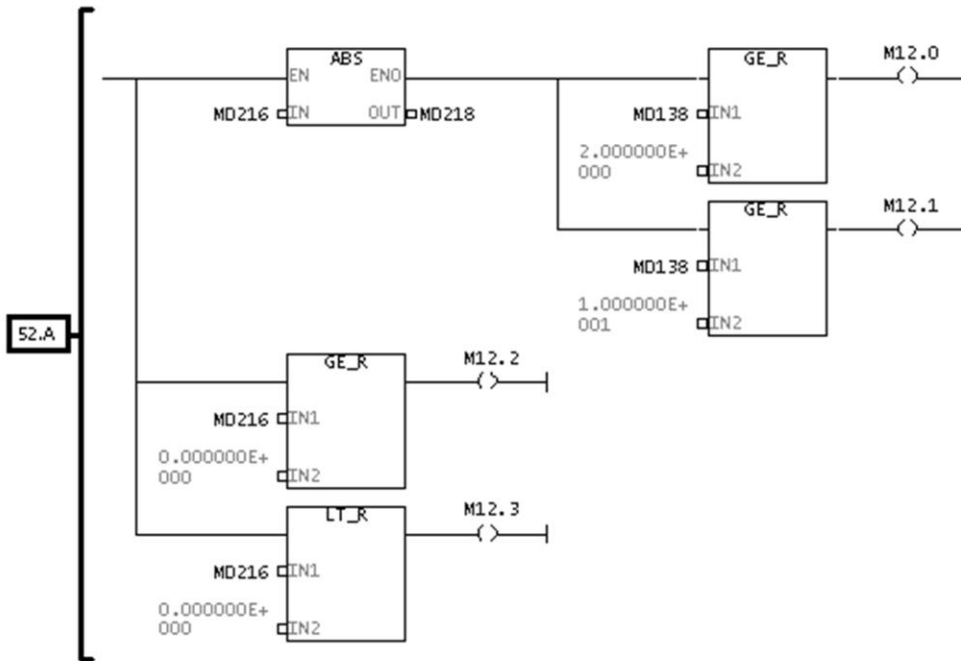 ABS
GE_R
M12.0
EN ENO
MD216 IN OUT MD218
MD138 IN1
2.000000E+
000 IN2
GE_R
M12.1
MD138 IN1
1.000000E+
001 IN2
S2.A
GE_R
M12.2
MD216 IN1
0.000000E+
000 IN2
LT_R
M12.3
MD216 IN1
0.000000E+
000 IN2